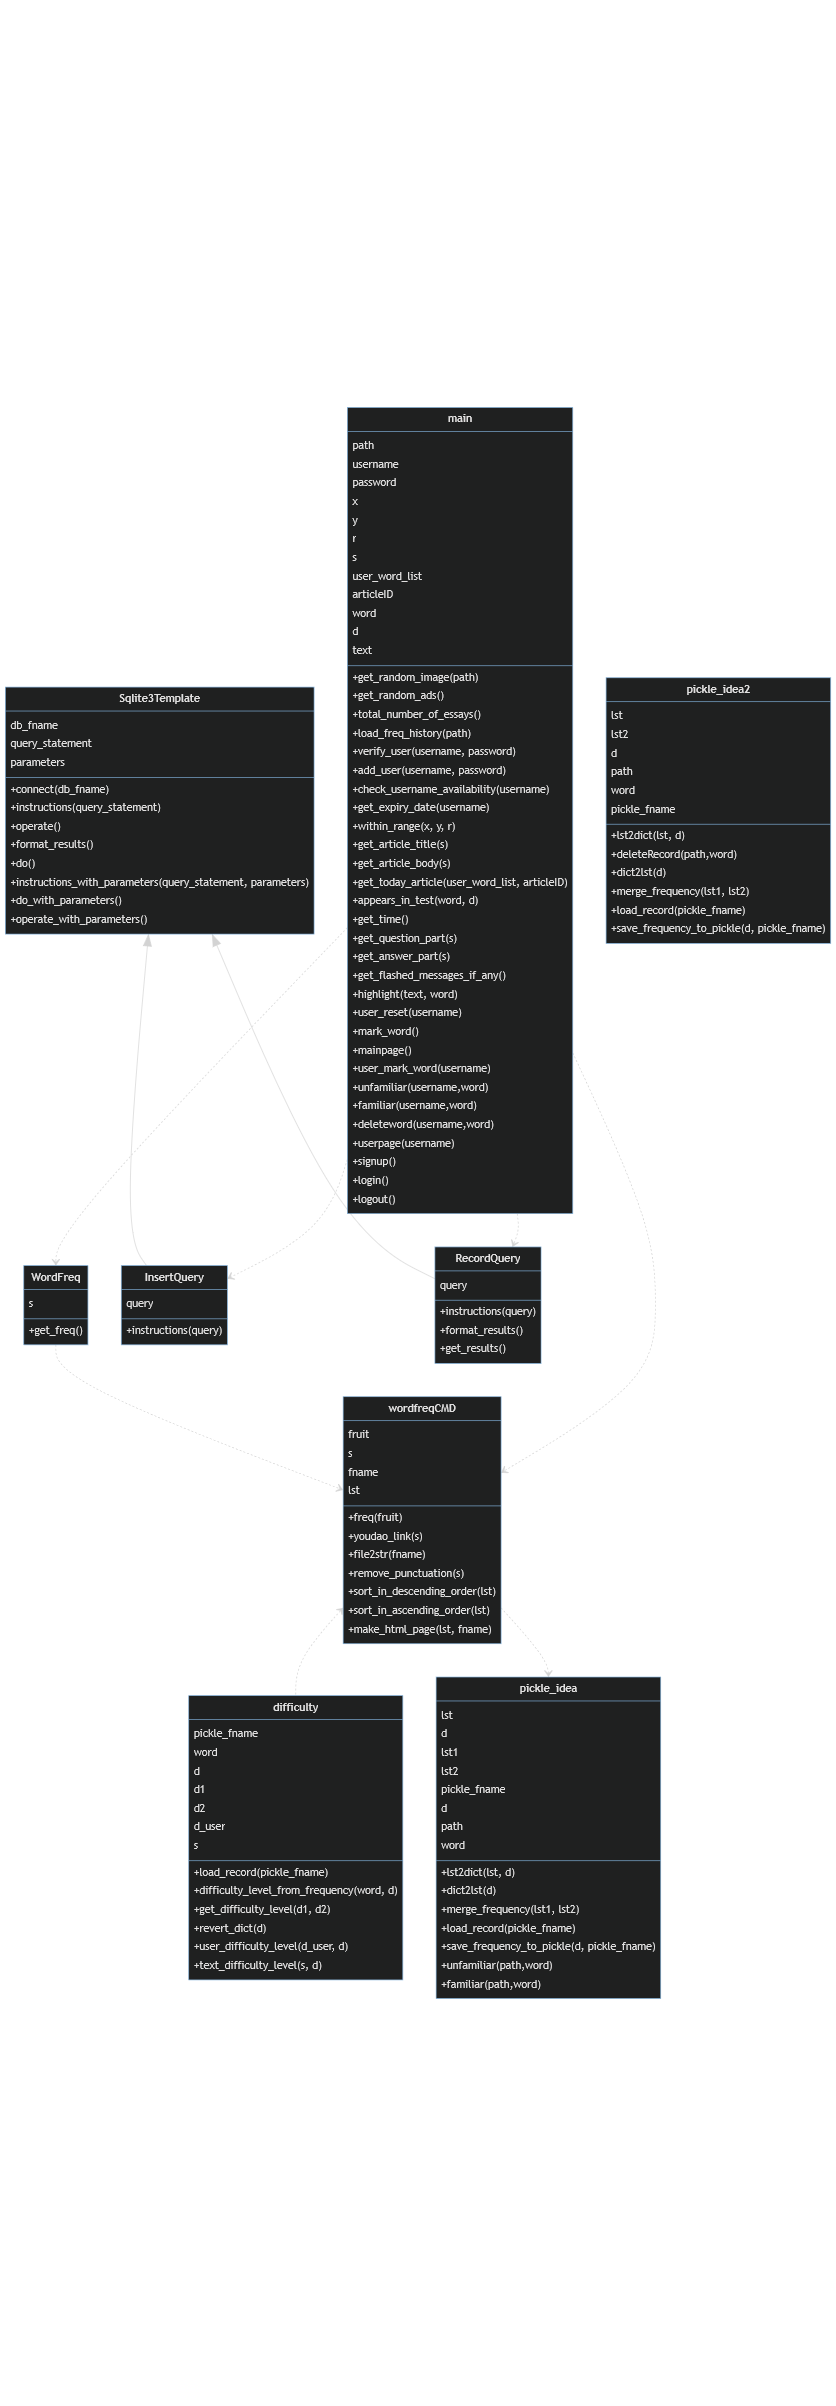 main
path
username
password
x
y
r
s
user_word_list
articleID
word
d
text
+get_random_image(path)
+get_random_ads()
+total_number_of_essays()
+load_freq_history(path)
+verify_user(username, password)
+add_user(username, password)
+check_username_availability(username)
+get_expiry_date(username)
+within_range(x, y, r)
+get_article_title(s)
+get_article_body(s)
+get_today_article(user_word_list, articleID)
+appears_in_test(word, d)
+get_time()
+get_question_part(s)
+get_answer_part(s)
+get_flashed_messages_if_any()
+highlight(text, word)
+user_reset(username)
+mark_word()
+mainpage()
+user_mark_word(username)
+unfamiliar(username,word)
+familiar(username,word)
+deleteword(username,word)
+userpage(username)
+signup()
+login()
+logout()
Sqlite3Template
db_fname
query_statement
parameters
+connect(db_fname)
+instructions(query_statement)
+operate()
+format_results()
+do()
+instructions_with_parameters(query_statement, parameters)
+do_with_parameters()
+operate_with_parameters()
pickle_idea2
lst
lst2
d
path
word
pickle_fname
+lst2dict(lst, d)
+deleteRecord(path,word)
+dict2lst(d)
+merge_frequency(lst1, lst2)
+load_record(pickle_fname)
+save_frequency_to_pickle(d, pickle_fname)
WordFreq
s
+get_freq()
InsertQuery
query
+instructions(query)
RecordQuery
query
+instructions(query)
+format_results()
+get_results()
wordfreqCMD
fruit
s
fname
lst
+freq(fruit)
+youdao_link(s)
+file2str(fname)
+remove_punctuation(s)
+sort_in_descending_order(lst)
+sort_in_ascending_order(lst)
+make_html_page(lst, fname)
difficulty
pickle_fname
word
d
d1
d2
d_user
s
+load_record(pickle_fname)
+difficulty_level_from_frequency(word, d)
+get_difficulty_level(d1, d2)
+revert_dict(d)
+user_difficulty_level(d_user, d)
+text_difficulty_level(s, d)
pickle_idea
lst
d
lst1
lst2
pickle_fname
d
path
word
+lst2dict(lst, d)
+dict2lst(d)
+merge_frequency(lst1, lst2)
+load_record(pickle_fname)
+save_frequency_to_pickle(d, pickle_fname)
+unfamiliar(path,word)
+familiar(path,word)